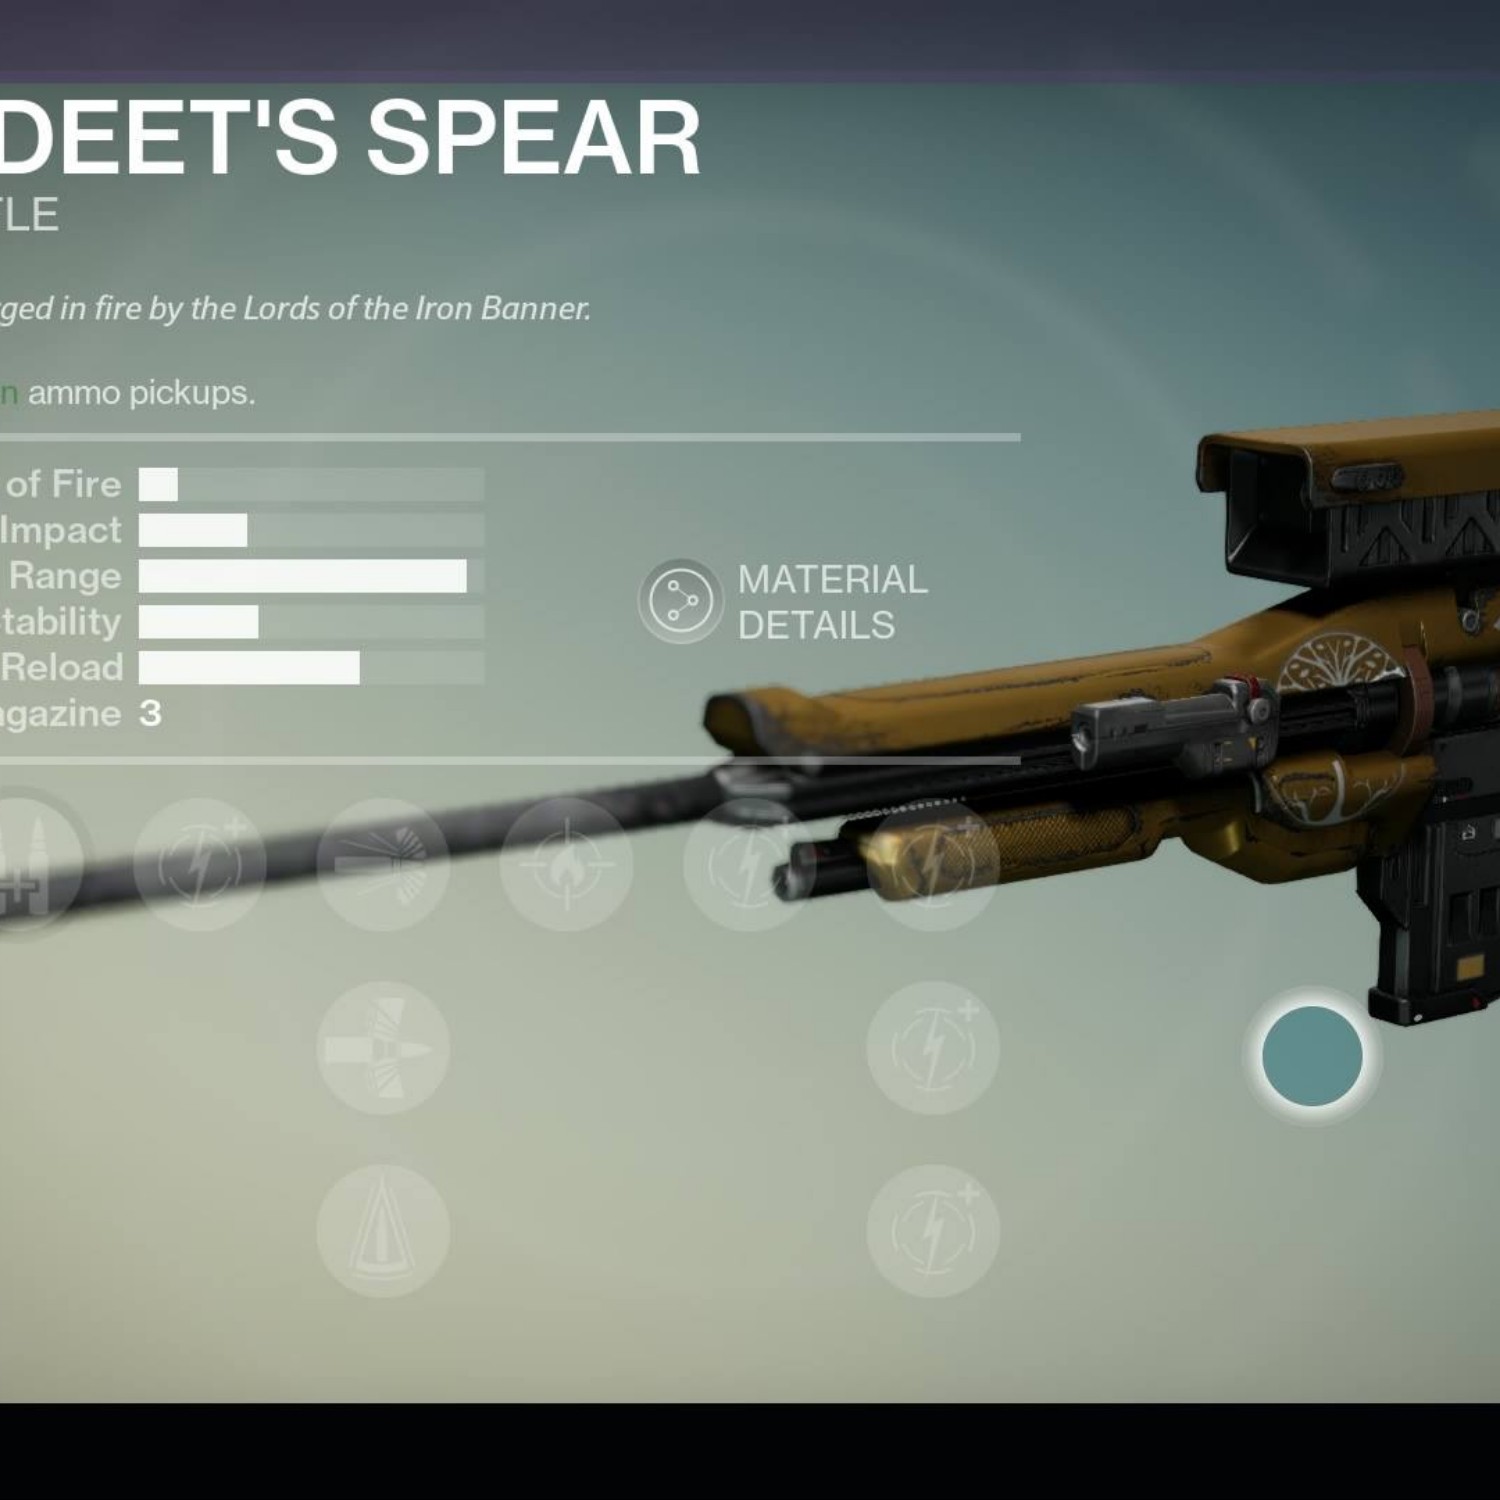 DEET'S SPEAR
TLE
ged in fire by the Lords of the Iron Banner.
n ammo pickups.
of Fire
Impact
Range
tability
Reload
gazine 3
MATERIAL
DETAILS